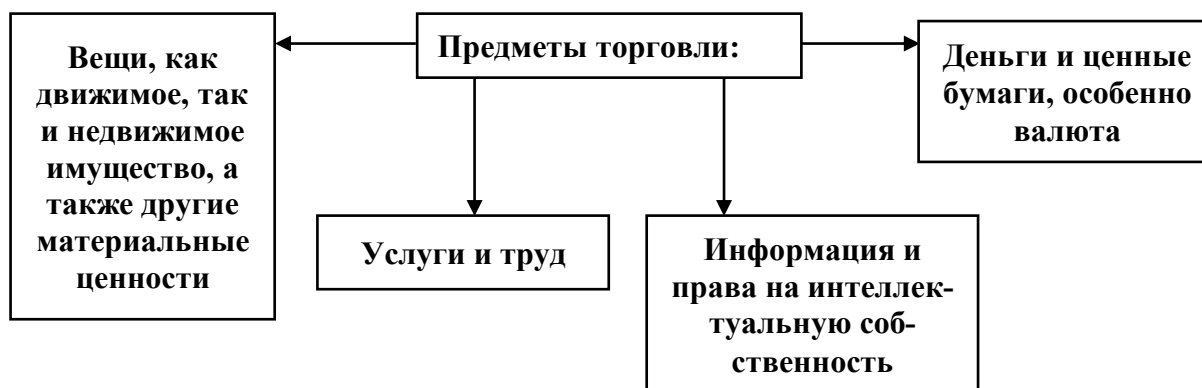 Предметы торговли:
Вещи, как
движимое, так
и недвижимое
имущество, а
также другие
материальные
ценности
Услуги и труд
Информация и
права на интеллек-
туальную соб-
ственность
Деньги и ценные
бумаги, особенно
валюта